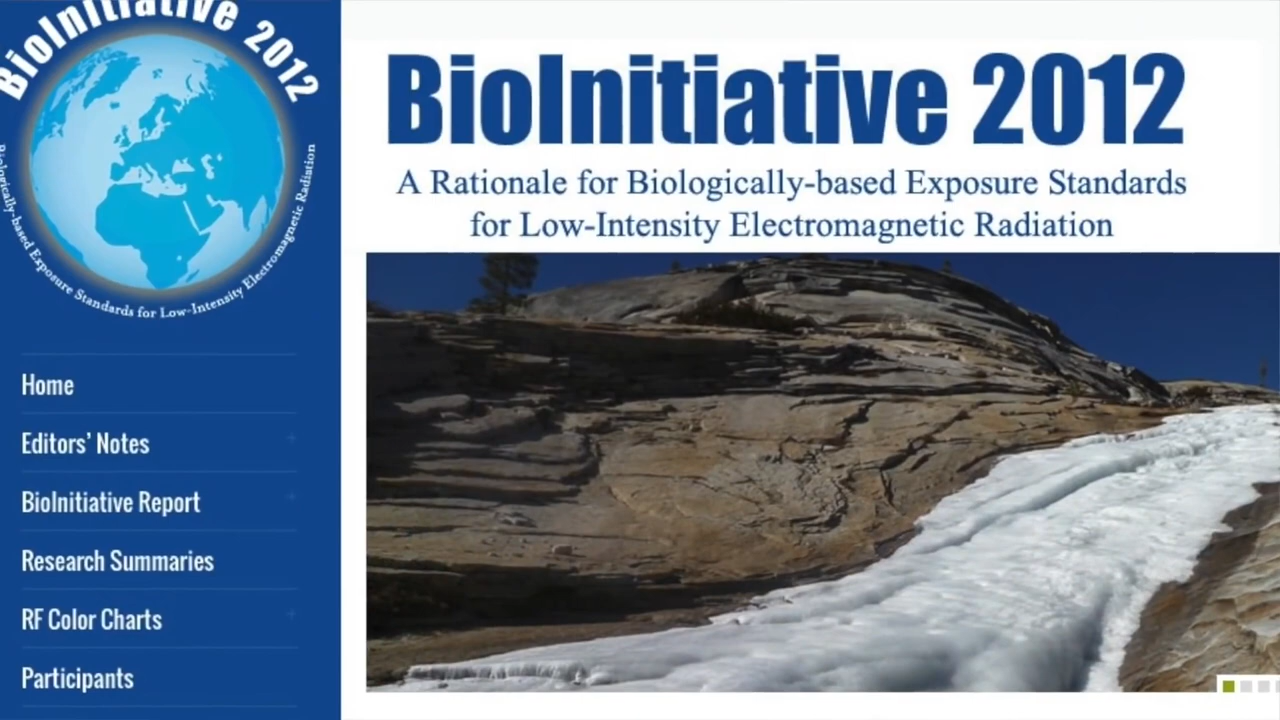 BioInitiative 2012
Biologically-based Exposure Standards for Low-Intensity Electromagnetic Radiation
Home
Editors' Notes
BioInitiative Report
Research Summaries
RF Color Charts
Participants
BioInitiative 2012
A Rationale for Biologically-based Exposure Standards
for Low-Intensity Electromagnetic Radiation